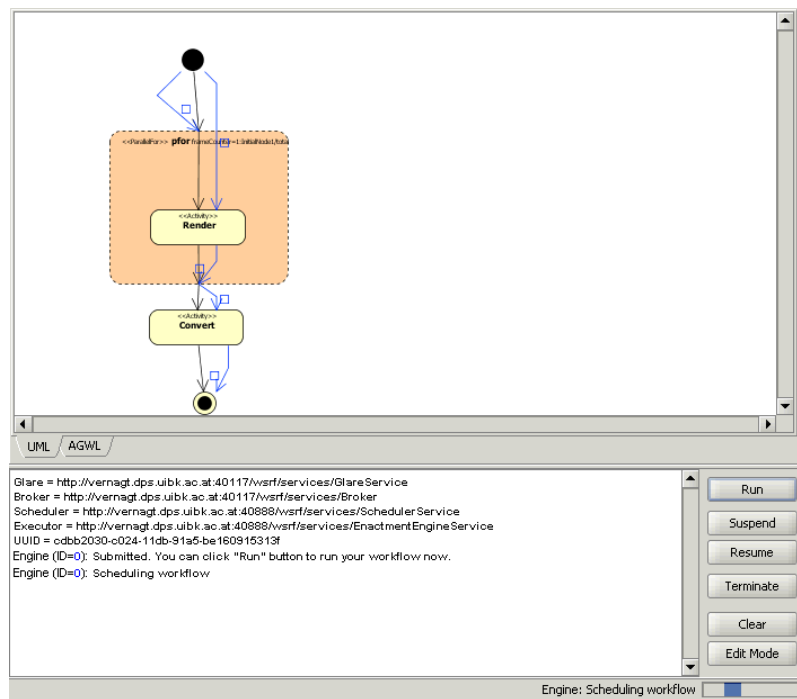 <<ParallelFor>> pfor frameCounter=1:InitialNode1/tota
<<Activity>>
Render
<<Activity>>
Convert
UML AGWL
Glare = http://vernagt.dps.uibk.ac.at:40117/wsrf/services/GlareService
Broker = http://vernagt.dps.uibk.ac.at:40117/wsrf/services/Broker
Scheduler = http://vernagt.dps.uibk.ac.at:40888/wsrf/services/SchedulerService
Executor = http://vernagt.dps.uibk.ac.at:40888/wsrf/services/EnactmentEngineService
UUID = cdbb2030-c024-11db-91a5-be160915313f
Engine (ID=0): Submitted. You can click "Run" button to run your workflow now.
Engine (ID=0): Scheduling workflow
Run
Suspend
Resume
Terminate
Clear
Edit Mode
Engine: Scheduling workflow